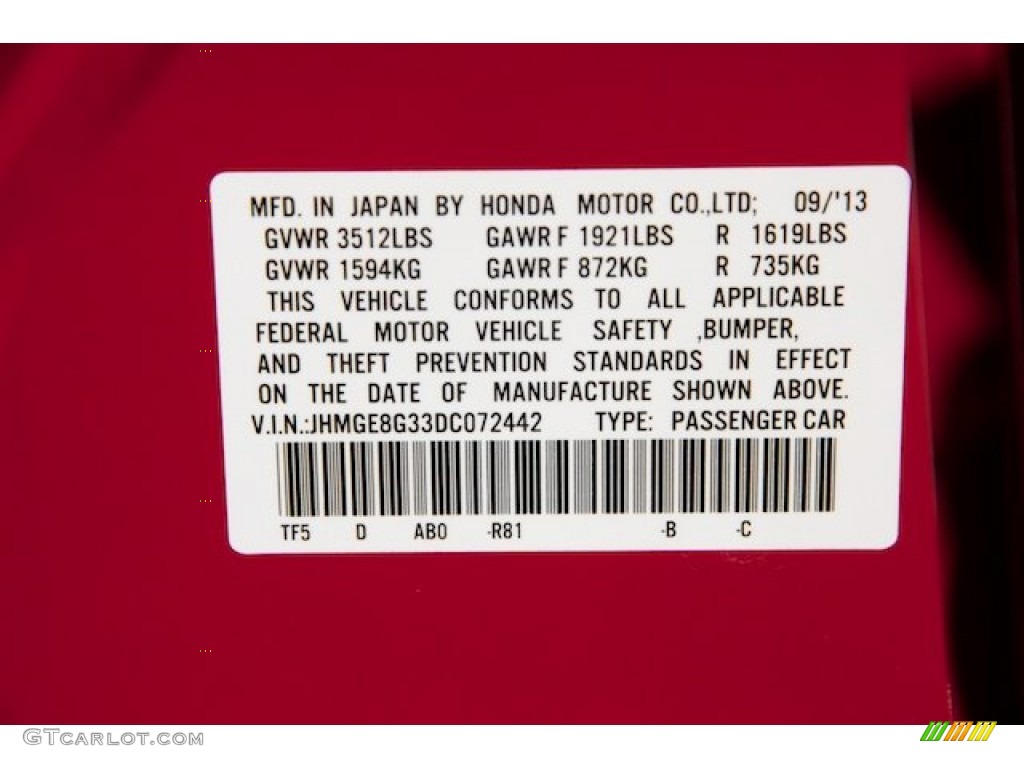 MFD. IN JAPAN BY HONDA MOTOR CO.,LTD; 09/'13
GVWR 3512LBS GAWR F 1921LBS R 1619LBS
GVWR 1594KG GAWR F 872KG R 735KG
THIS VEHICLE CONFORMS TO ALL APPLICABLE
FEDERAL MOTOR VEHICLE SAFETY ,BUMPER,
AND THEFT PREVENTION STANDARDS IN EFFECT
ON THE DATE OF MANUFACTURE SHOWN ABOVE.
V.I.N.:JHMGE8G33DC072442 TYPE: PASSENGER CAR
TF5 D AB0 -R81 -B -C
GTCARLOT.COM